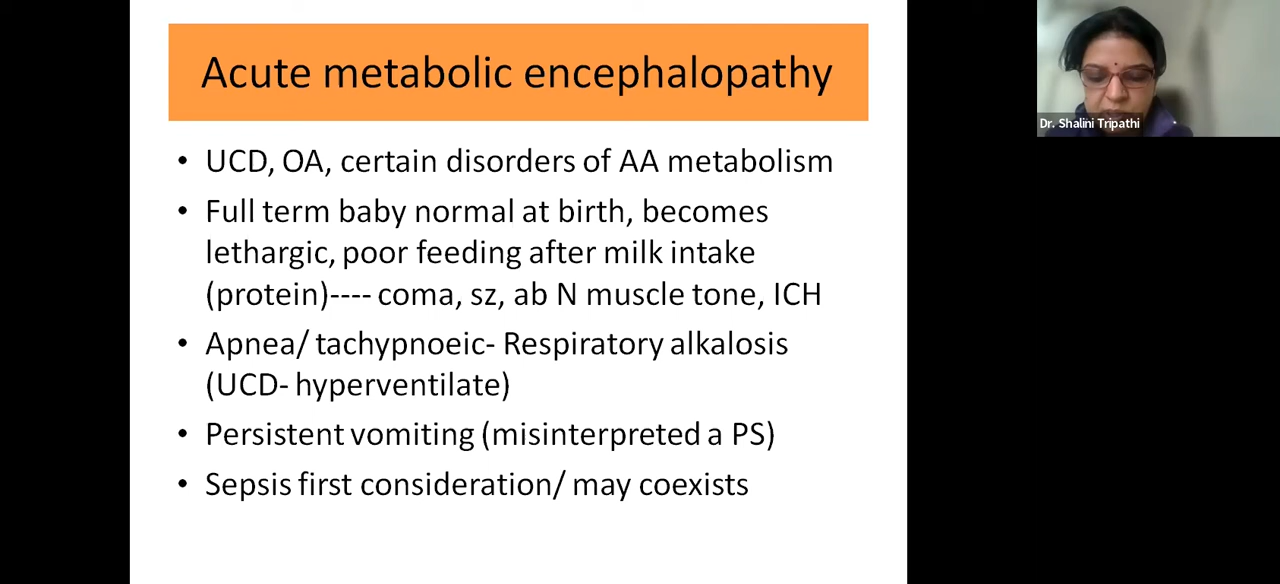 Acute metabolic encephalopathy
Dr. Shalini Tripathi
• UCD, OA, certain disorders of AA metabolism
• Full term baby normal at birth, becomes
lethargic, poor feeding after milk intake
(protein)---- coma, sz, ab N muscle tone, ICH
• Apnea/ tachypnoeic- Respiratory alkalosis
(UCD- hyperventilate)
• Persistent vomiting (misinterpreted a PS)
• Sepsis first consideration/ may coexists